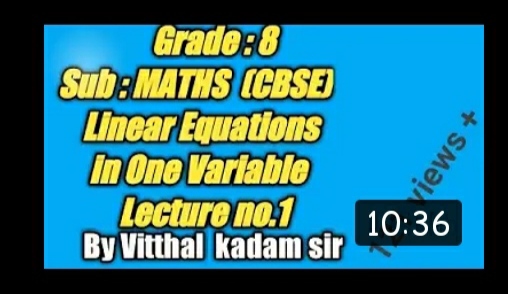 Grade : 8
Sub : MATHS (CBSE)
Linear Equations
in One Variable
Lecture no.1
By Vitthal kadam sir
views +
10:36